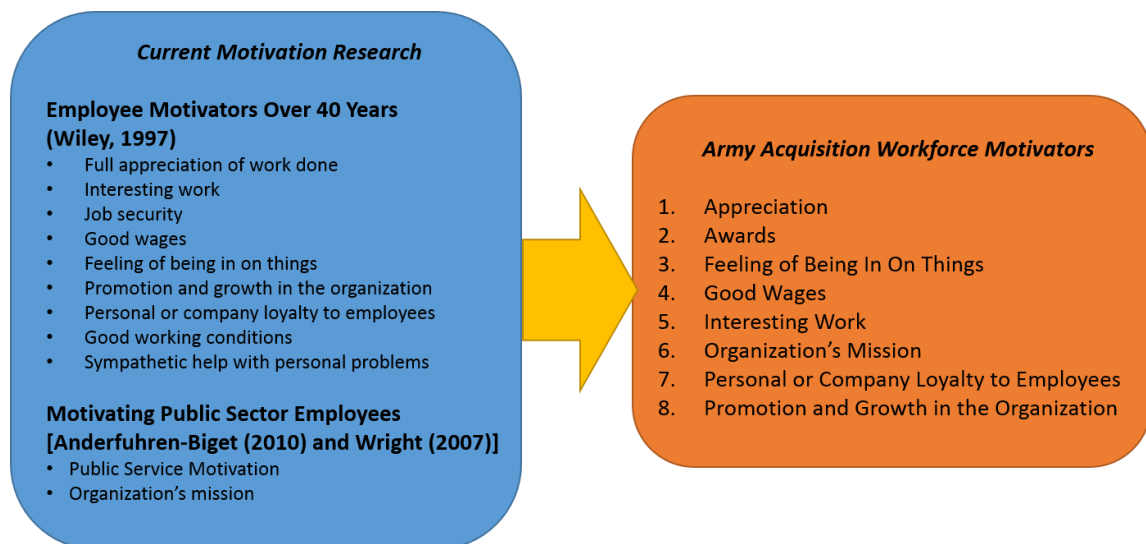 Current Motivation Research
Employee Motivators Over 40 Years
(Wiley, 1997)
• Full appreciation of work done
• Interesting work
• Job security
• Good wages
• Feeling of being in on things
• Promotion and growth in the organization
• Personal or company loyalty to employees
• Good working conditions
• Sympathetic help with personal problems
Motivating Public Sector Employees
[Anderfuhren-Biget (2010) and Wright (2007)]
• Public Service Motivation
• Organization's mission
Army Acquisition Workforce Motivators
1. Appreciation
2. Awards
3. Feeling of Being In On Things
4. Good Wages
5. Interesting Work
6. Organization's Mission
7. Personal or Company Loyalty to Employees
8. Promotion and Growth in the Organization